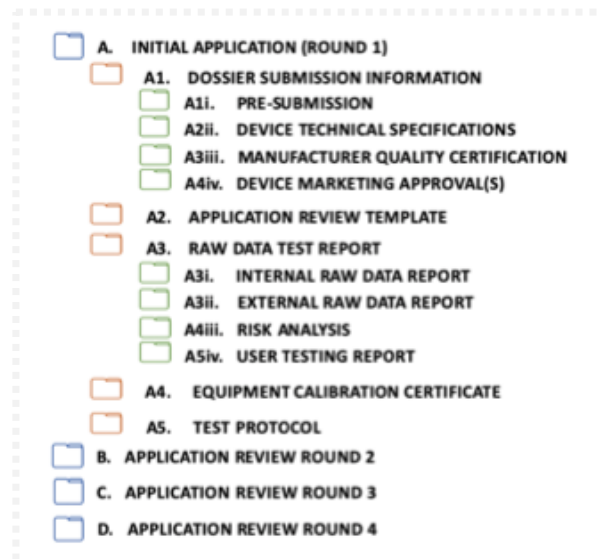 A. INITIAL APPLICATION (ROUND 1)
A1. DOSSIER SUBMISSION INFORMATION
A1i. PRE-SUBMISSION
A2ii. DEVICE TECHNICAL SPECIFICATIONS
A3iii. MANUFACTURER QUALITY CERTIFICATION
A4iv. DEVICE MARKETING APPROVAL(S)
A2. APPLICATION REVIEW TEMPLATE
A3. RAW DATA TEST REPORT
A3i. INTERNAL RAW DATA REPORT
A3ii. EXTERNAL RAW DATA REPORT
A4iii. RISK ANALYSIS
A5iv. USER TESTING REPORT
A4. EQUIPMENT CALIBRATION CERTIFICATE
A5. TEST PROTOCOL
B. APPLICATION REVIEW ROUND 2
C. APPLICATION REVIEW ROUND 3
D. APPLICATION REVIEW ROUND 4